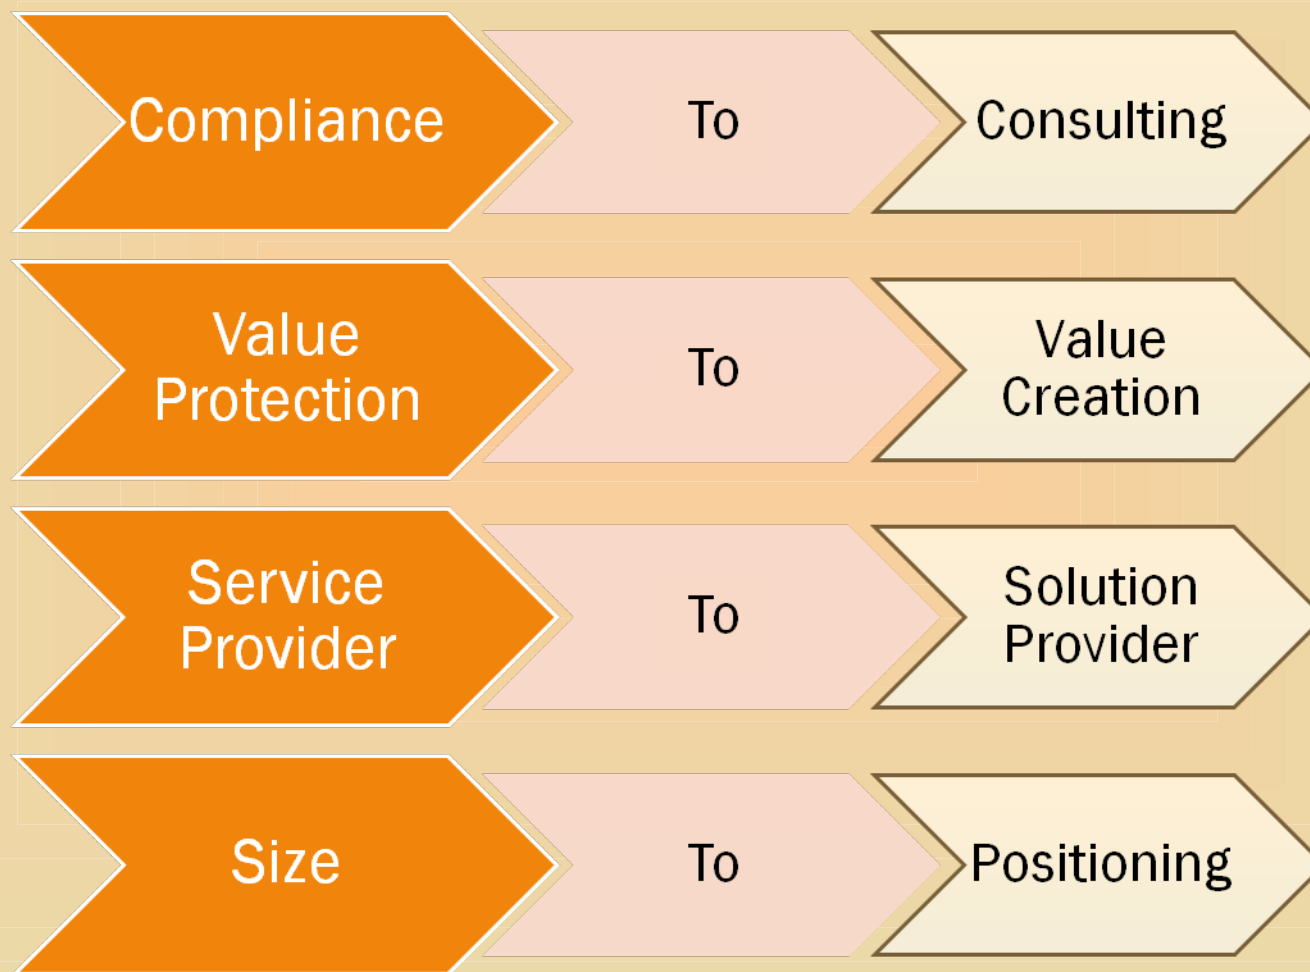 Compliance
To
Consulting
Value
Protection
To
Value
Creation
Service
Provider
To
Solution
Provider
Size
To
Positioning